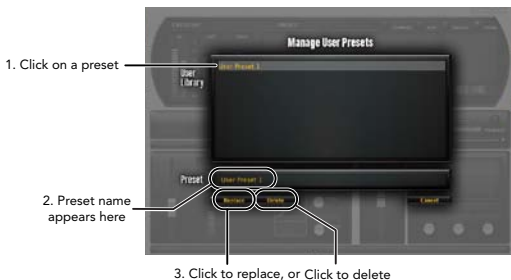 Manage User Presets
1. Click on a preset
User Preset 1
User
Library
Preset
User Preset 1
2. Preset name
appears here
Replace
Delete
Cancel
3. Click to replace, or Click to delete